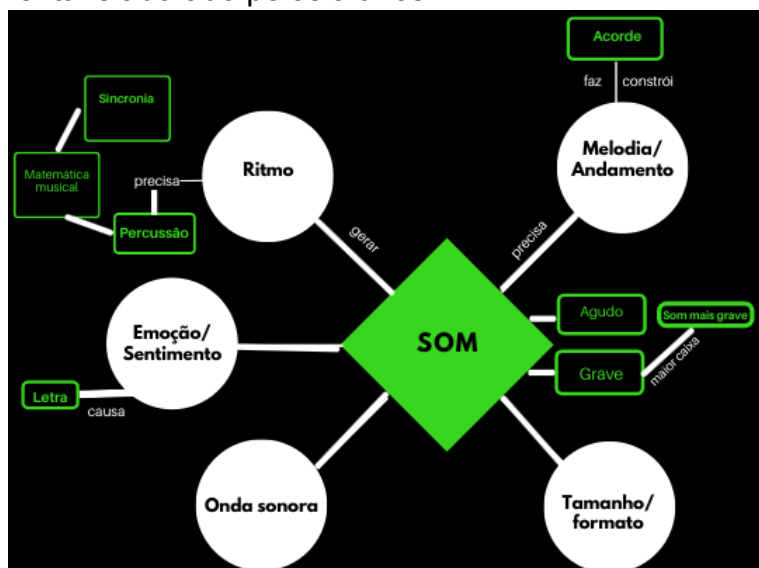 Acorde
faz
constrói
Melodia/
Andamento
Sincronia
Matemática
musical
precisa
Percussão
Ritmo
gerar
precisa
Agudo
Som mais grave
Grave
maior caixa
SOM
Emoção/
Sentimento
Letra
causa
Onda sonora
Tamanho/
formato